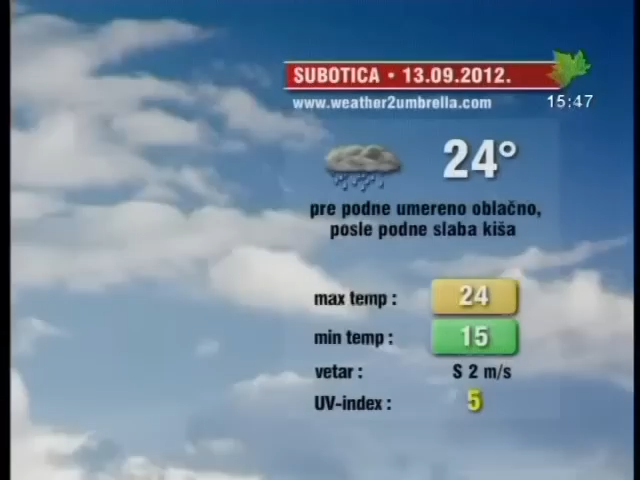 SUBOTICA • 13.09.2012.
www.weather2umbrella.com 15:47
24°
pre podne umereno oblačno,
posle podne slaba kiša
max temp : 24
min temp : 15
vetar : S 2 m/s
UV-index : 5